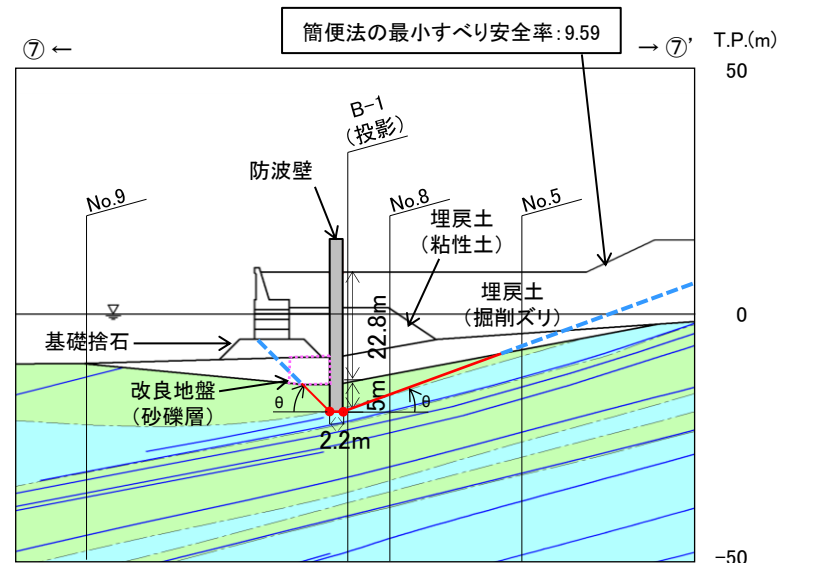 簡便法の最小すべり安全率：9.59
⑦ ←
→ ⑦’
T.P.(m)
50
B-1
(投影)
防波壁
No.9
No.8
No.5
埋戻土
(粘性土)
埋戻土
(掘削ズリ)
0
22.8m
基礎捨石
改良地盤
(砂礫層)
θ
5m
θ
2.2m
-50